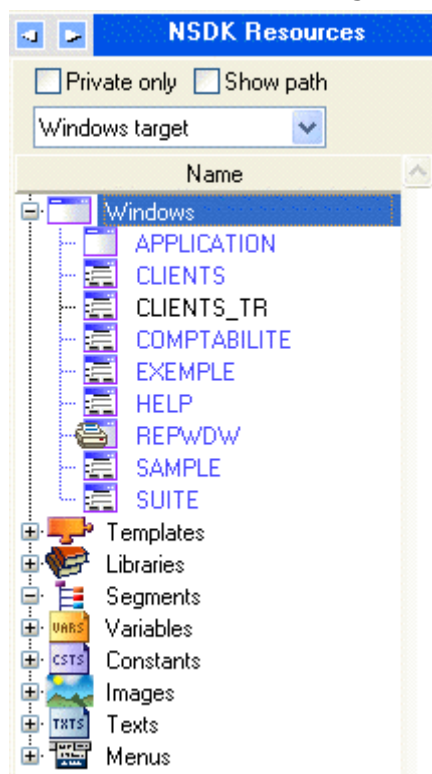 NSDK Resources
Private only Show path
Windows target
Name
Windows
APPLICATION
CLIENTS
CLIENTS_TR
COMPTABILITE
EXEMPLE
HELP
REPWDW
SAMPLE
SUITE
Templates
Libraries
Segments
VARS Variables
CSTS Constants
Images
TXTS Texts
Menus